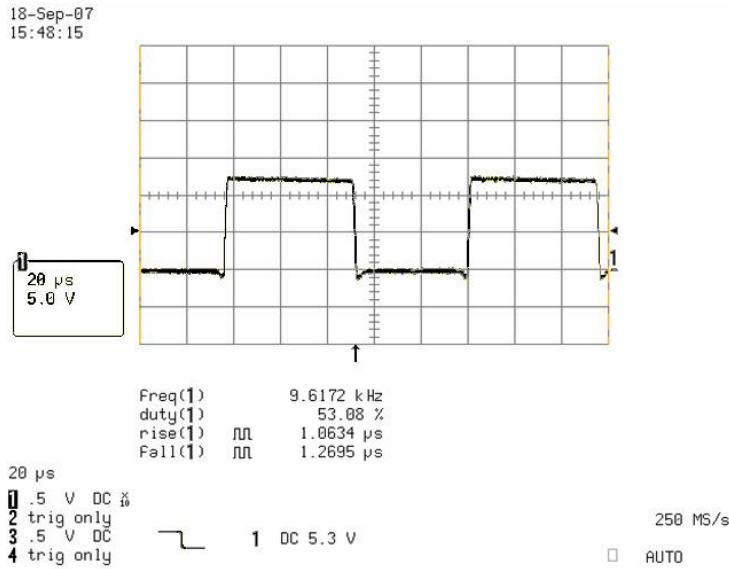 18-Sep-07
15:48:15
1
20 µs
5.0 V
1
Freq(1) 9.6172 kHz
duty(1) 53.08 %
rise(1) 1.0634 µs
Fall(1) 1.2695 µs
20 µs
1 .5 V DC X10
2 trig only
3 .5 V DC
4 trig only
1 DC 5.3 V
250 MS/s
AUTO